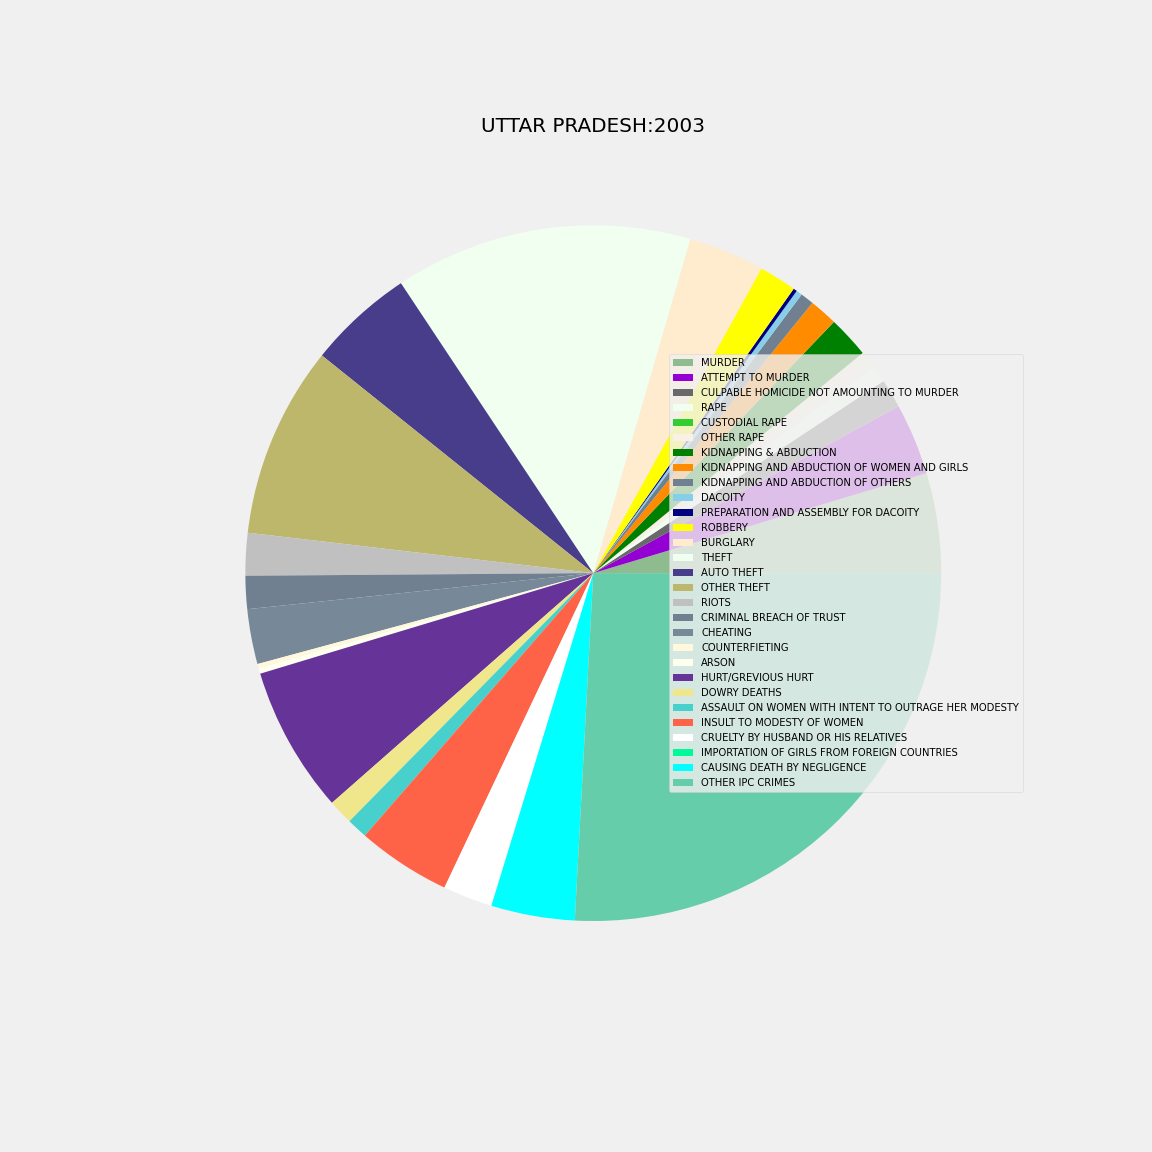 UTTAR PRADESH:2003
MURDER
ATTEMPT TO MURDER
CULPABLE HOMICIDE NOT AMOUNTING TO MURDER
RAPE
CUSTODIAL RAPE
OTHER RAPE
KIDNAPPING & ABDUCTION
KIDNAPPING AND ABDUCTION OF WOMEN AND GIRLS
KIDNAPPING AND ABDUCTION OF OTHERS
DACOITY
PREPARATION AND ASSEMBLY FOR DACOITY
ROBBERY
BURGLARY
THEFT
AUTO THEFT
OTHER THEFT
RIOTS
CRIMINAL BREACH OF TRUST
CHEATING
COUNTERFIETING
ARSON
HURT/GREVIOUS HURT
DOWRY DEATHS
ASSAULT ON WOMEN WITH INTENT TO OUTRAGE HER MODESTY
INSULT TO MODESTY OF WOMEN
CRUELTY BY HUSBAND OR HIS RELATIVES
IMPORTATION OF GIRLS FROM FOREIGN COUNTRIES
CAUSING DEATH BY NEGLIGENCE
OTHER IPC CRIMES